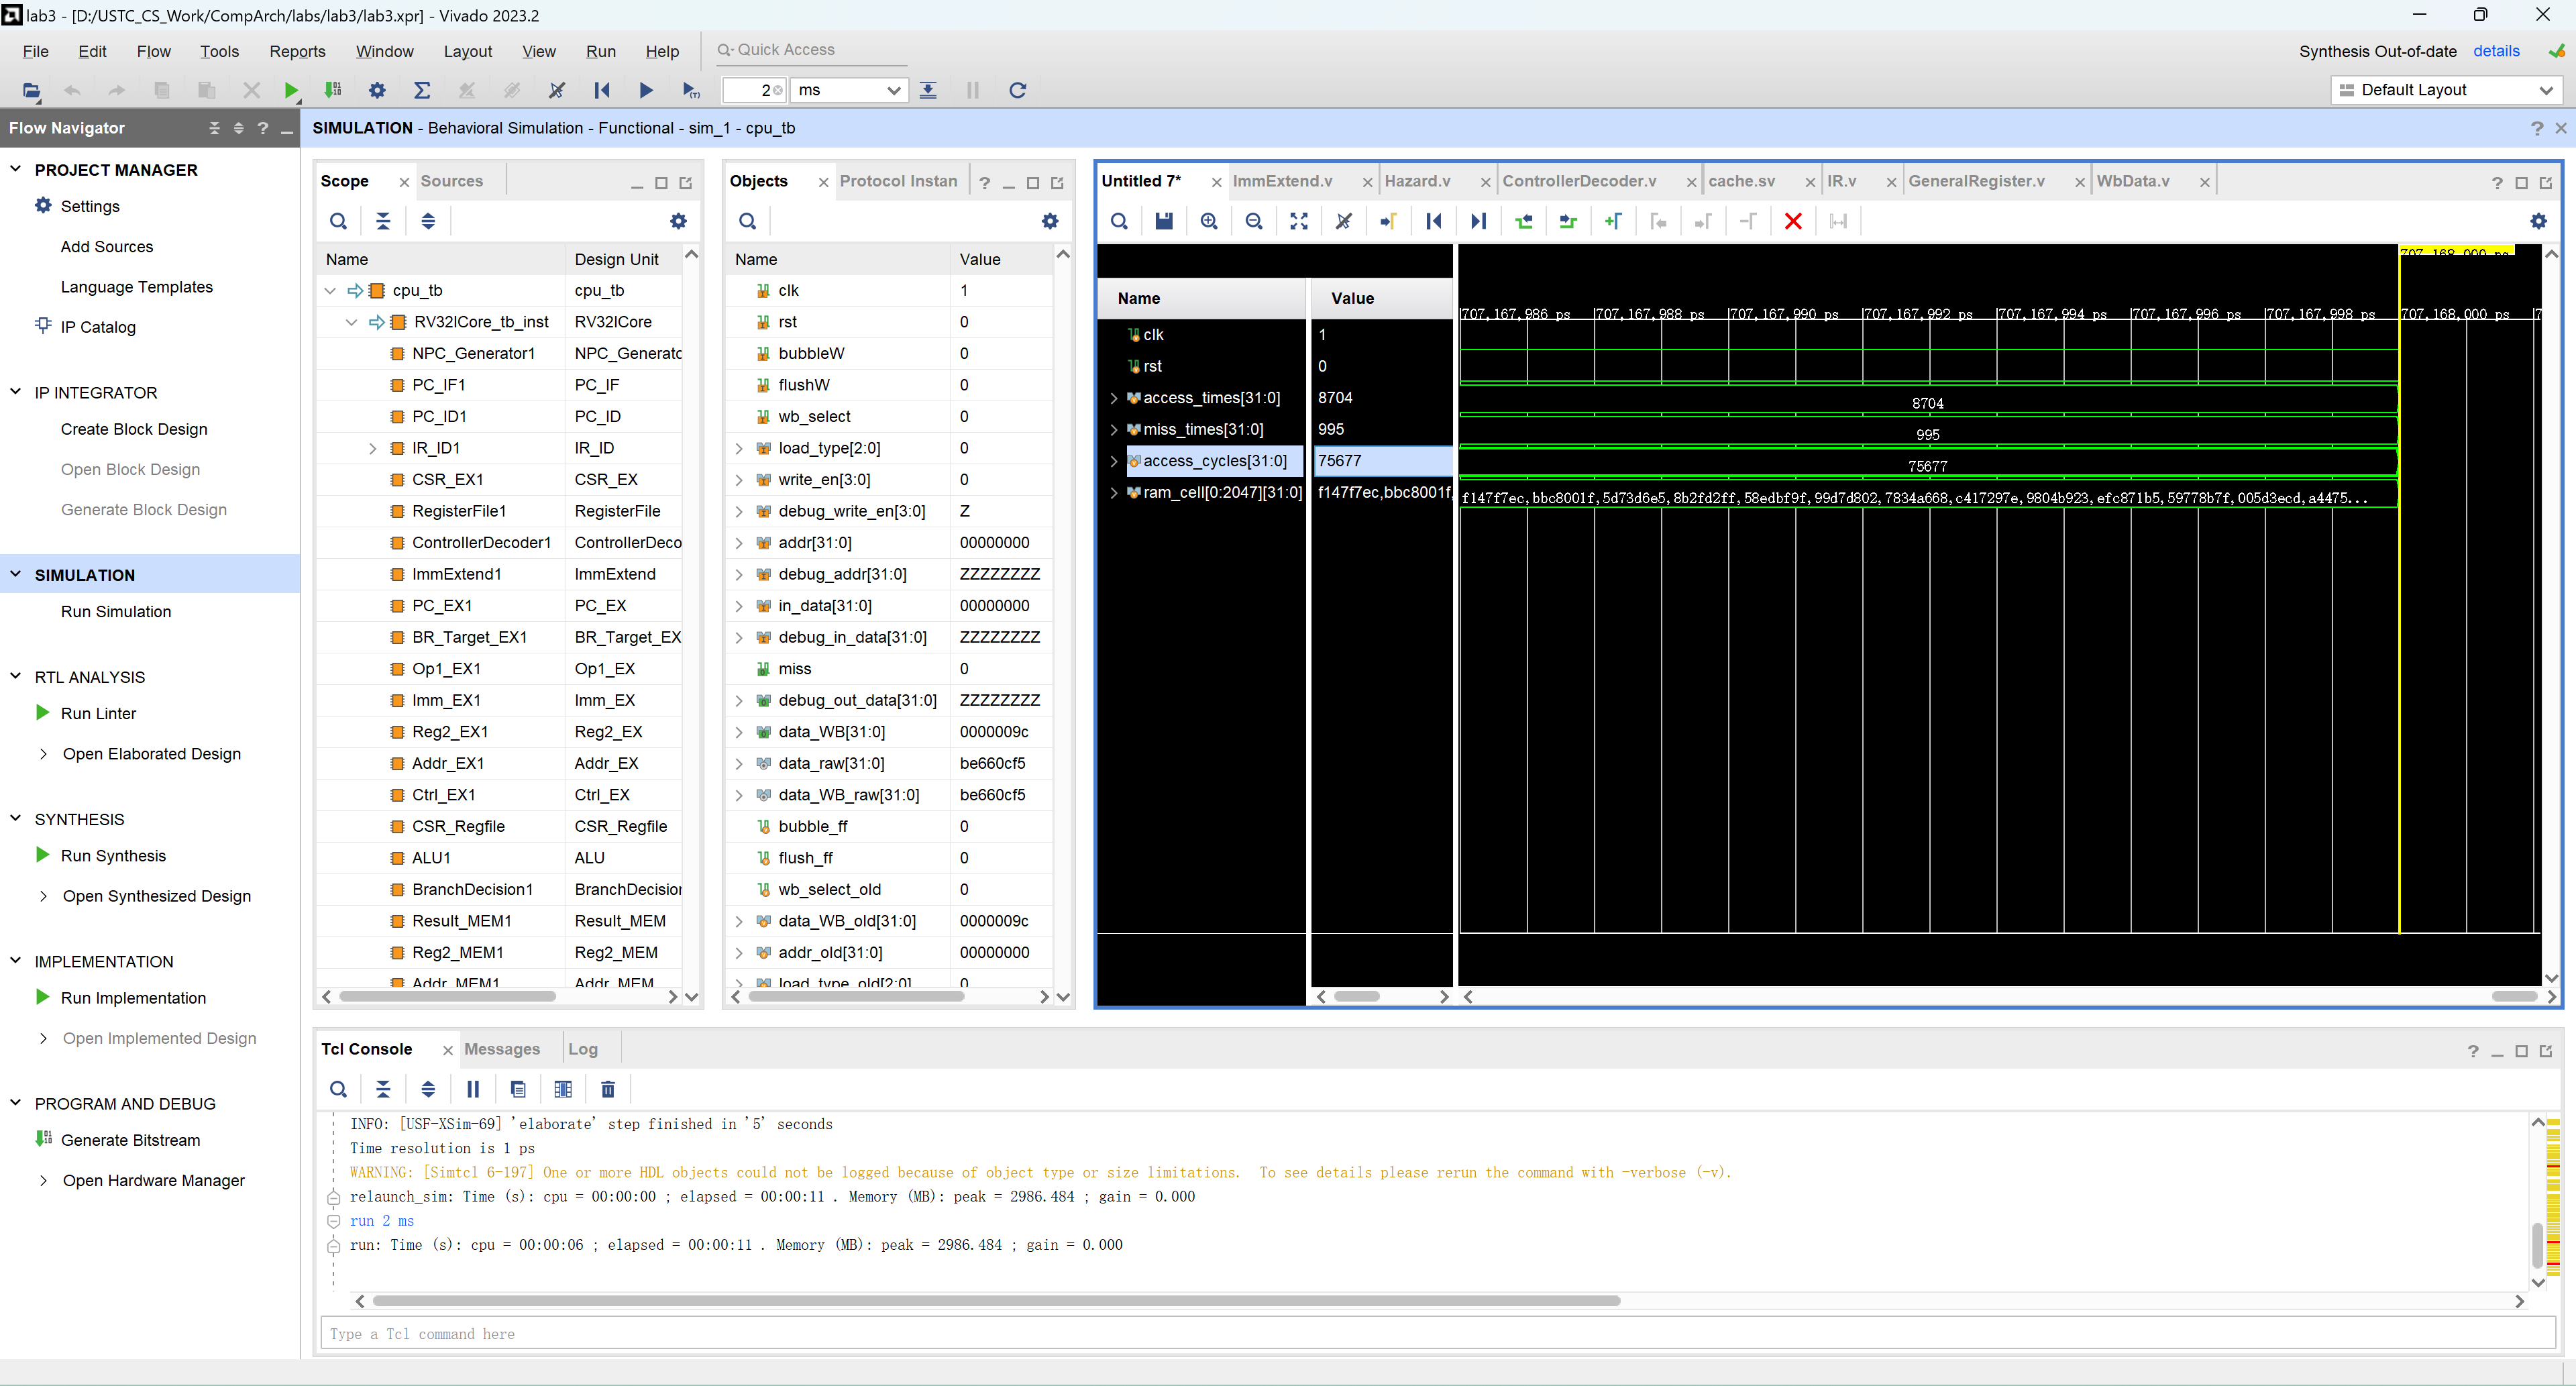 lab3 - [D:/USTC_CS_Work/CompArch/labs/lab3/lab3.xpr] - Vivado 2023.2
File Edit Flow Tools Reports Window Layout View Run Help Quick Access
Synthesis Out-of-date details
2 ms
Default Layout
Flow Navigator
SIMULATION - Behavioral Simulation - Functional - sim_1 - cpu_tb
PROJECT MANAGER
Settings
Add Sources
Language Templates
IP Catalog
IP INTEGRATOR
Create Block Design
Open Block Design
Generate Block Design
SIMULATION
Run Simulation
RTL ANALYSIS
Run Linter
Open Elaborated Design
SYNTHESIS
Run Synthesis
Open Synthesized Design
IMPLEMENTATION
Run Implementation
Open Implemented Design
PROGRAM AND DEBUG
Generate Bitstream
Open Hardware Manager
Scope Sources
Name Design Unit
cpu_tb cpu_tb
RV32ICore_tb_inst RV32ICore
NPC_Generator1 NPC_Generatc
PC_IF1 PC_IF
PC_ID1 PC_ID
IR_ID1 IR_ID
CSR_EX1 CSR_EX
RegisterFile1 RegisterFile
ControllerDecoder1 ControllerDeco
ImmExtend1 ImmExtend
PC_EX1 PC_EX
BR_Target_EX1 BR_Target_EX
Op1_EX1 Op1_EX
Imm_EX1 Imm_EX
Reg2_EX1 Reg2_EX
Addr_EX1 Addr_EX
Ctrl_EX1 Ctrl_EX
CSR_Regfile CSR_Regfile
ALU1 ALU
BranchDecision1 BranchDecision
Result_MEM1 Result_MEM
Reg2_MEM1 Reg2_MEM
Addr_MEM1 Addr_MEM
Objects Protocol Instan
Name Value
clk 1
rst 0
bubbleW 0
flushW 0
wb_select 0
load_type[2:0] 0
write_en[3:0] 0
debug_write_en[3:0] Z
addr[31:0] 00000000
debug_addr[31:0] ZZZZZZZZ
in_data[31:0] 00000000
debug_in_data[31:0] ZZZZZZZZ
miss 0
debug_out_data[31:0] ZZZZZZZZ
data_WB[31:0] 0000009c
data_raw[31:0] be660cf5
data_WB_raw[31:0] be660cf5
bubble_ff 0
flush_ff 0
wb_select_old 0
data_WB_old[31:0] 0000009c
addr_old[31:0] 00000000
load_type_old[2:0] 0
Untitled 7* ImmExtend.v Hazard.v ControllerDecoder.v cache.sv IR.v GeneralRegister.v WbData.v
707,168,000 ps
Name Value
707,167,986 ps 707,167,988 ps 707,167,990 ps 707,167,992 ps 707,167,994 ps 707,167,996 ps 707,167,998 ps 707,168,000 ps 7
clk 1
rst 0
access_times[31:0] 8704 8704
miss_times[31:0] 995 995
access_cycles[31:0] 75677 75677
ram_cell[0:2047][31:0] f147f7ec,bbc8001f, f147f7ec,bbc8001f,5d73d6e5,8b2fd2ff,58edbf9f,99d7d802,7834a668,c417297e,9804b923,efc871b5,59778b7f,005d3ecd,a4475...
Tcl Console Messages Log
INFO: [USF-XSim-69] 'elaborate' step finished in '5' seconds
Time resolution is 1 ps
WARNING: [Simtcl 6-197] One or more HDL objects could not be logged because of object type or size limitations. To see details please rerun the command with -verbose (-v).
relaunch_sim: Time (s): cpu = 00:00:00 ; elapsed = 00:00:11 . Memory (MB): peak = 2986.484 ; gain = 0.000
run 2 ms
run: Time (s): cpu = 00:00:06 ; elapsed = 00:00:11 . Memory (MB): peak = 2986.484 ; gain = 0.000
Type a Tcl command here